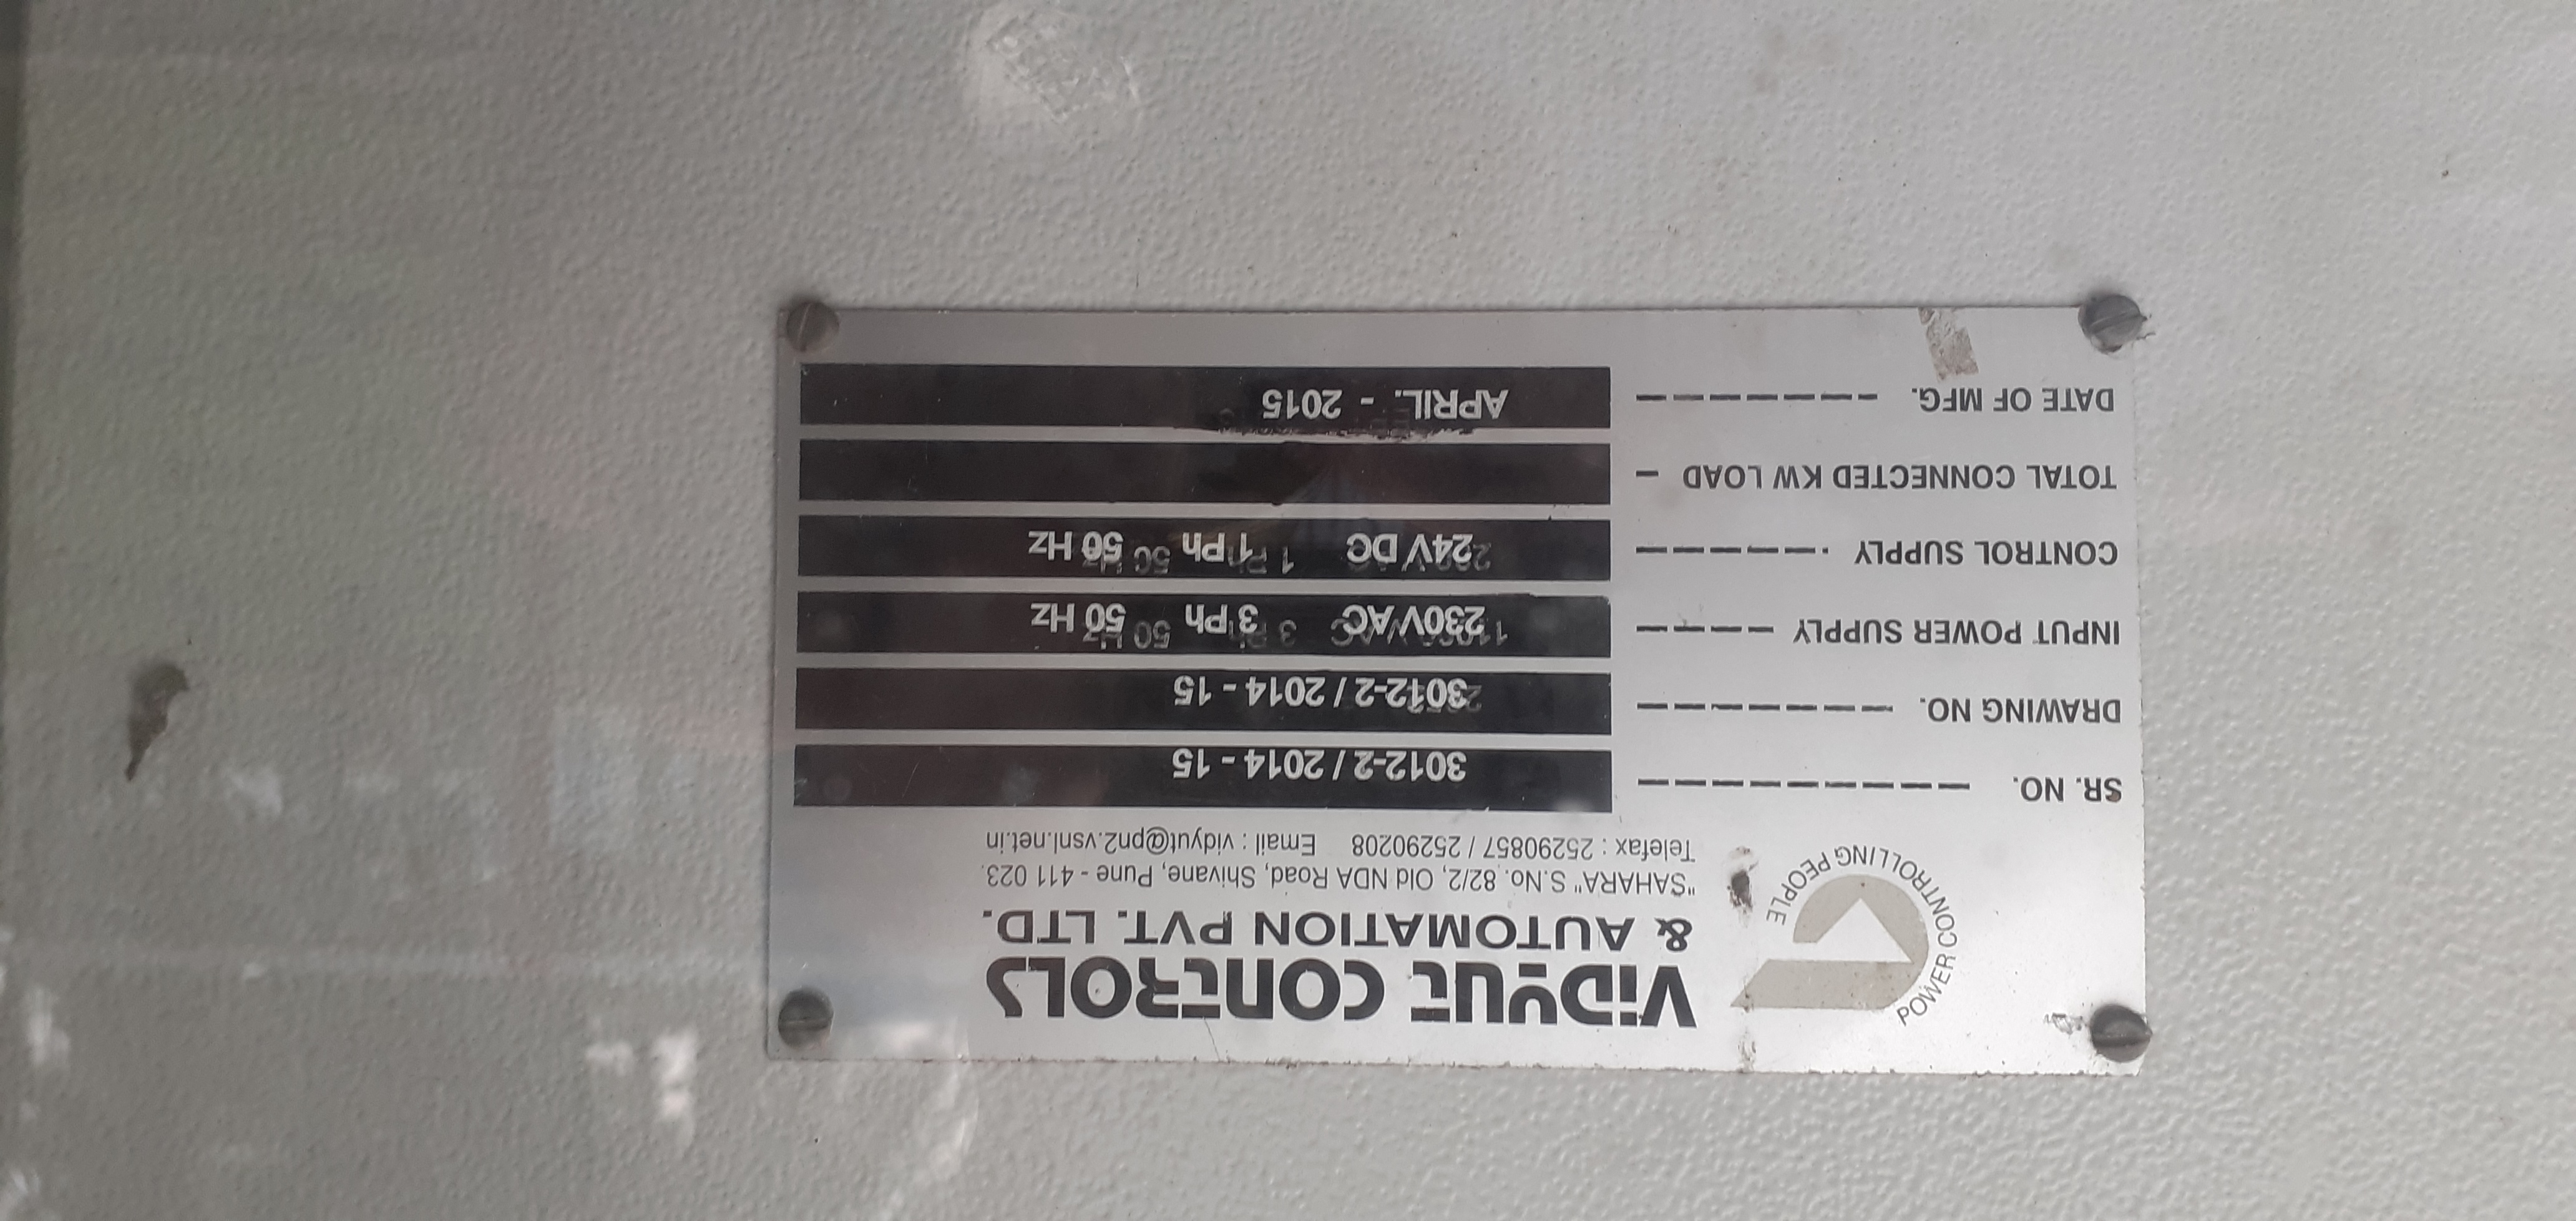 POWER CONTROLLING PEOPLE
VIDYUT CONTROLS
& AUTOMATION PVT. LTD.
"SAHARA" S.No. 82/2, Old NDA Road, Shivane, Pune - 411 023.
Telefax : 25290857 / 25290208 Email : vidyut@pn2.vsnl.net.in
SR. NO. 3012-2 / 2014 - 15
DRAWING NO. 3012-2 / 2014 - 15
INPUT POWER SUPPLY 230V AC 3 Ph 50 Hz
CONTROL SUPPLY 24V DC 1 Ph 50 Hz
TOTAL CONNECTED KW LOAD
DATE OF MFG. APRIL. - 2015